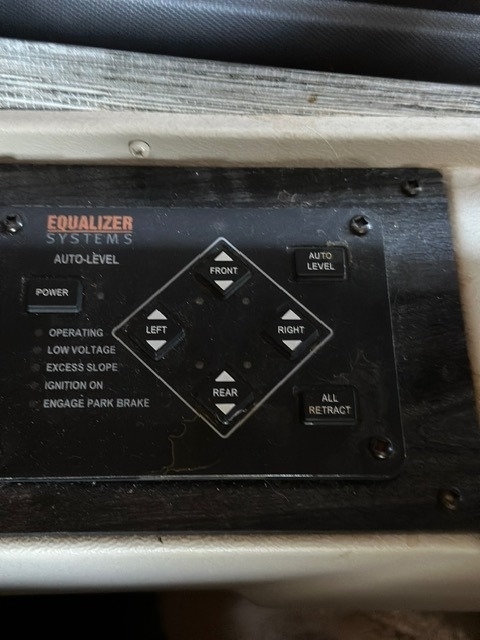 EQUALIZER
SYSTEMS
AUTO-LEVEL
POWER
OPERATING
LOW VOLTAGE
EXCESS SLOPE
IGNITION ON
ENGAGE PARK BRAKE
FRONT
LEFT
RIGHT
REAR
AUTO
LEVEL
ALL
RETRACT